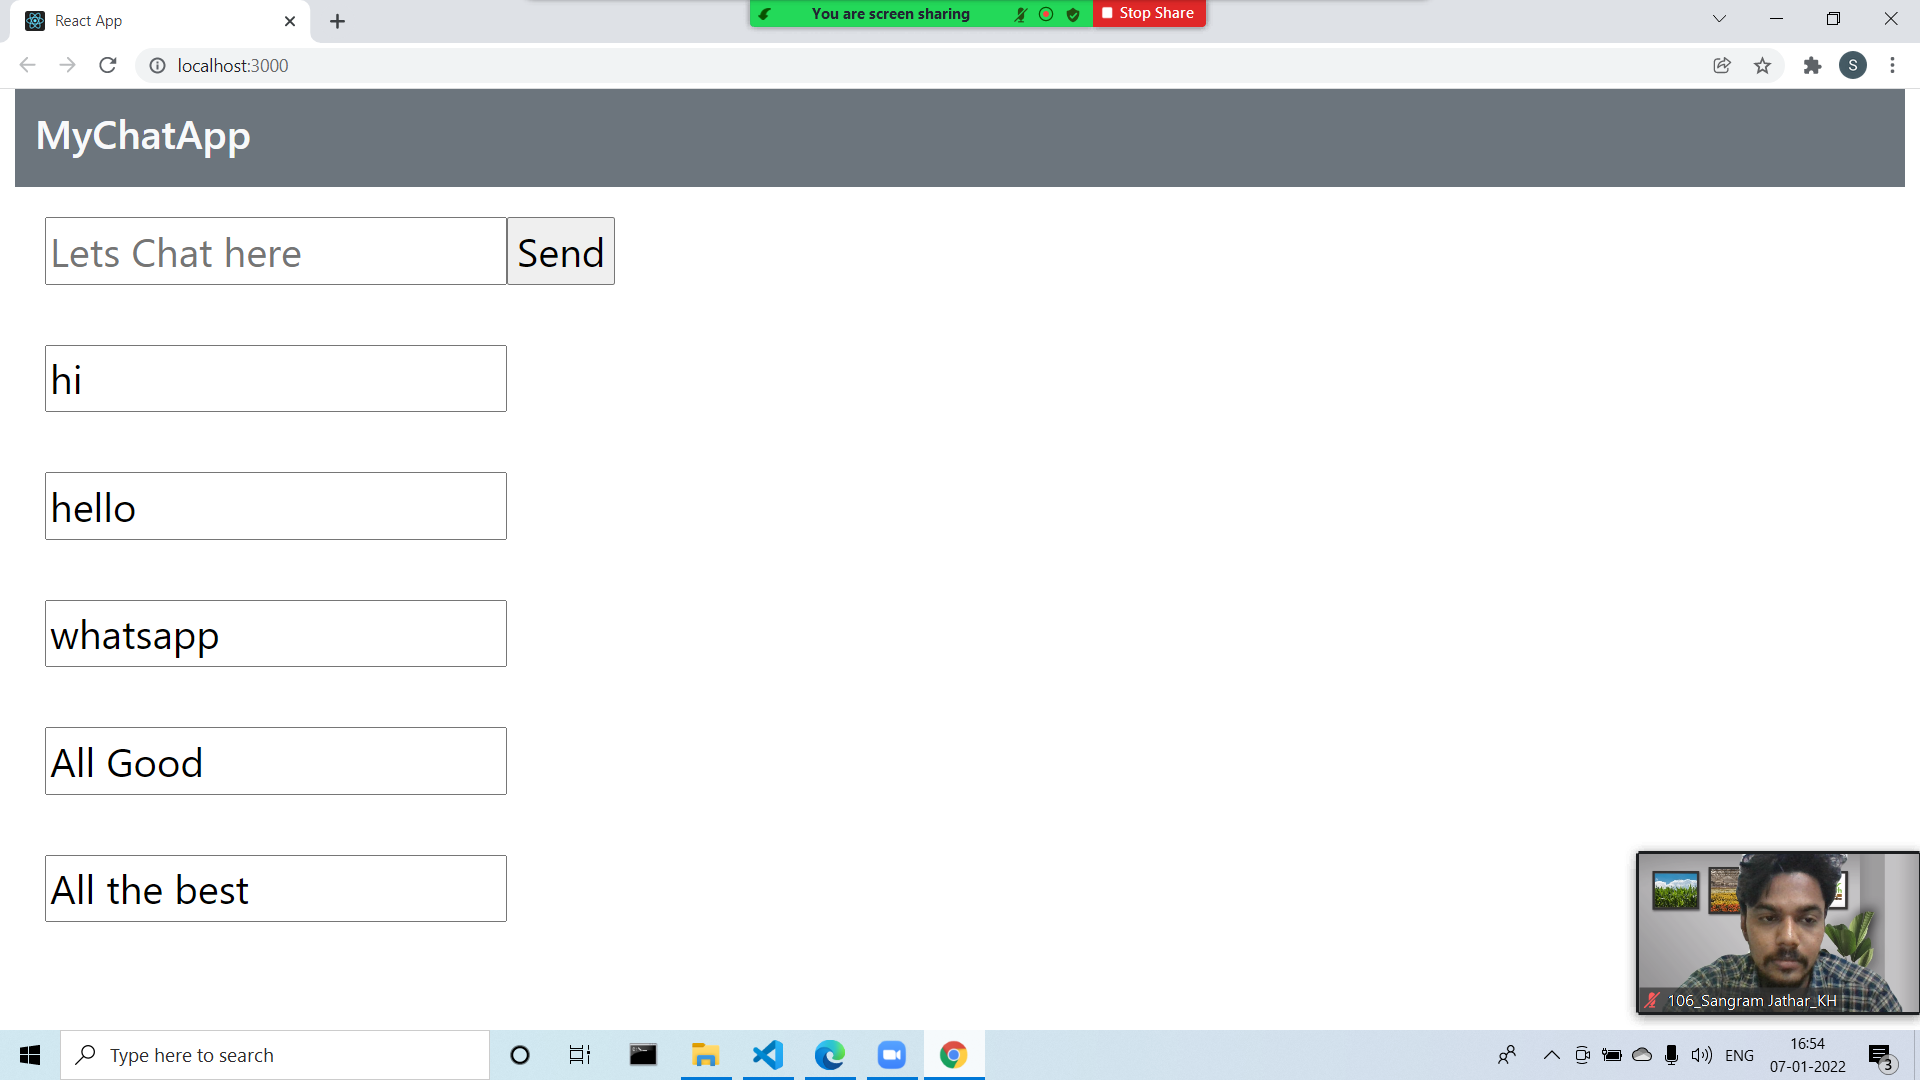 React App
You are screen sharing
Stop Share
localhost:3000
S
MyChatApp
Lets Chat here
Send
hi
hello
whatsapp
All Good
All the best
106_Sangram Jathar_KH
Type here to search
ENG
16:54
07-01-2022
3